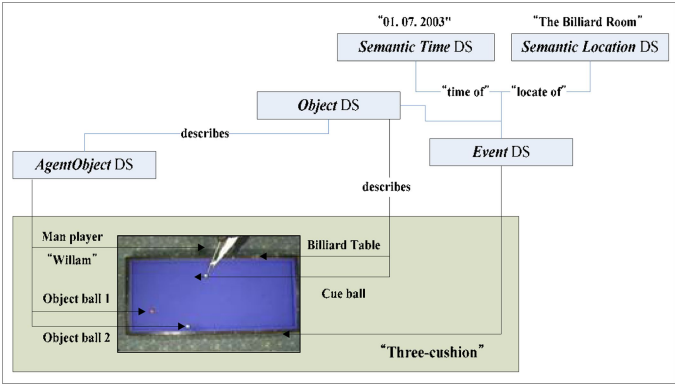 "01. 07. 2003"
"The Billiard Room"
Semantic Time DS
Semantic Location DS
"time of"
"locate of"
Object DS
describes
AgentObject DS
Event DS
describes
Man player
"Willam"
Billiard Table
Object ball 1
Cue ball
Object ball 2
"Three-cushion"